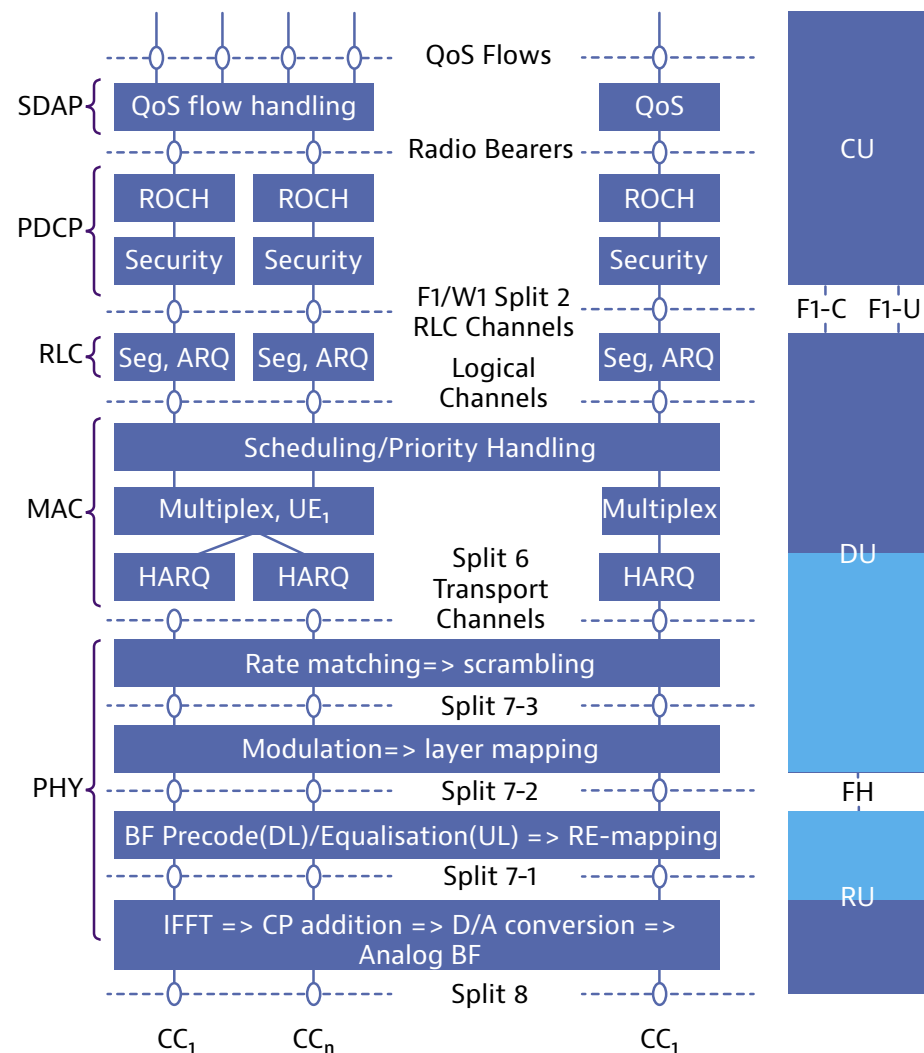 QoS Flows
SDAP
QoS flow handling
QoS
Radio Bearers
PDCP
ROCH
ROCH
ROCH
Security
Security
Security
F1/W1 Split 2
RLC Channels
RLC
Seg, ARQ
Seg, ARQ
Seg, ARQ
Logical
Channels
MAC
Scheduling/Priority Handling
Multiplex, UE₁
Multiplex
HARQ
HARQ
HARQ
Split 6
Transport
Channels
PHY
Rate matching=> scrambling
Split 7-3
Modulation=> layer mapping
Split 7-2
BF Precode(DL)/Equalisation(UL) => RE-mapping
Split 7-1
IFFT => CP addition => D/A conversion =>
Analog BF
Split 8
CC₁
CCₙ
CC₁
CU
F1-C
F1-U
DU
FH
RU